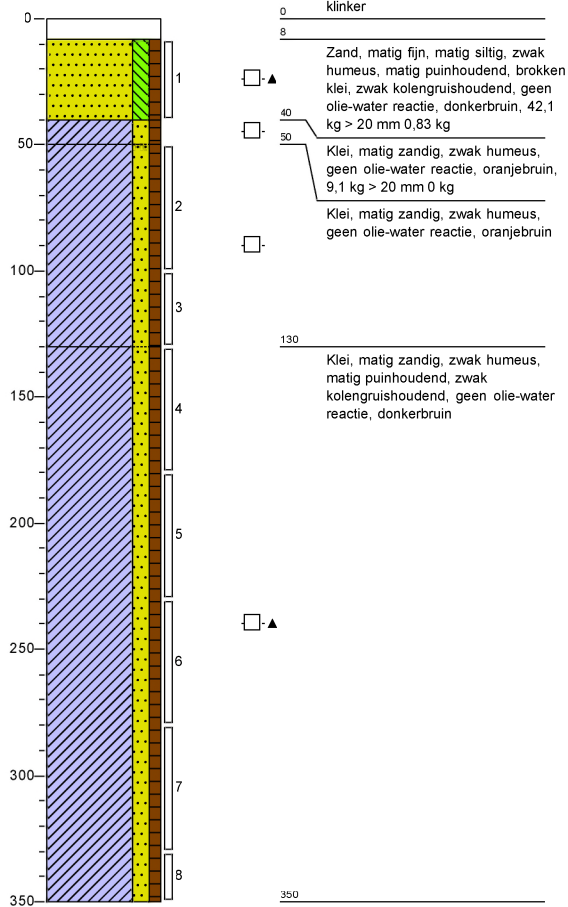 klinker
0
0
8
Zand, matig fijn, matig siltig, zwak
humeus, matig puinhoudend, brokken
klei, zwak kolengruishoudend, geen
olie-water reactie, donkerbruin, 42,1
kg > 20 mm 0,83 kg
1
40
50
50
Klei, matig zandig, zwak humeus,
geen olie-water reactie, oranjebruin,
9,1 kg > 20 mm 0 kg
2
Klei, matig zandig, zwak humeus,
geen olie-water reactie, oranjebruin
100
3
130
Klei, matig zandig, zwak humeus,
matig puinhoudend, zwak
kolengruishoudend, geen olie-water
reactie, donkerbruin
150
4
200
5
250
6
300
7
8
350
350